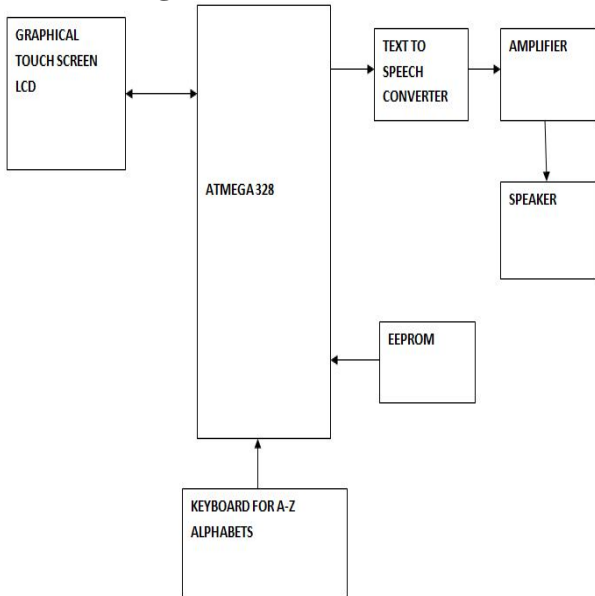 GRAPHICAL
TOUCH SCREEN
LCD
TEXT TO
SPEECH
CONVERTER
AMPLIFIER
ATMEGA 328
SPEAKER
EEPROM
KEYBOARD FOR A-Z
ALPHABETS